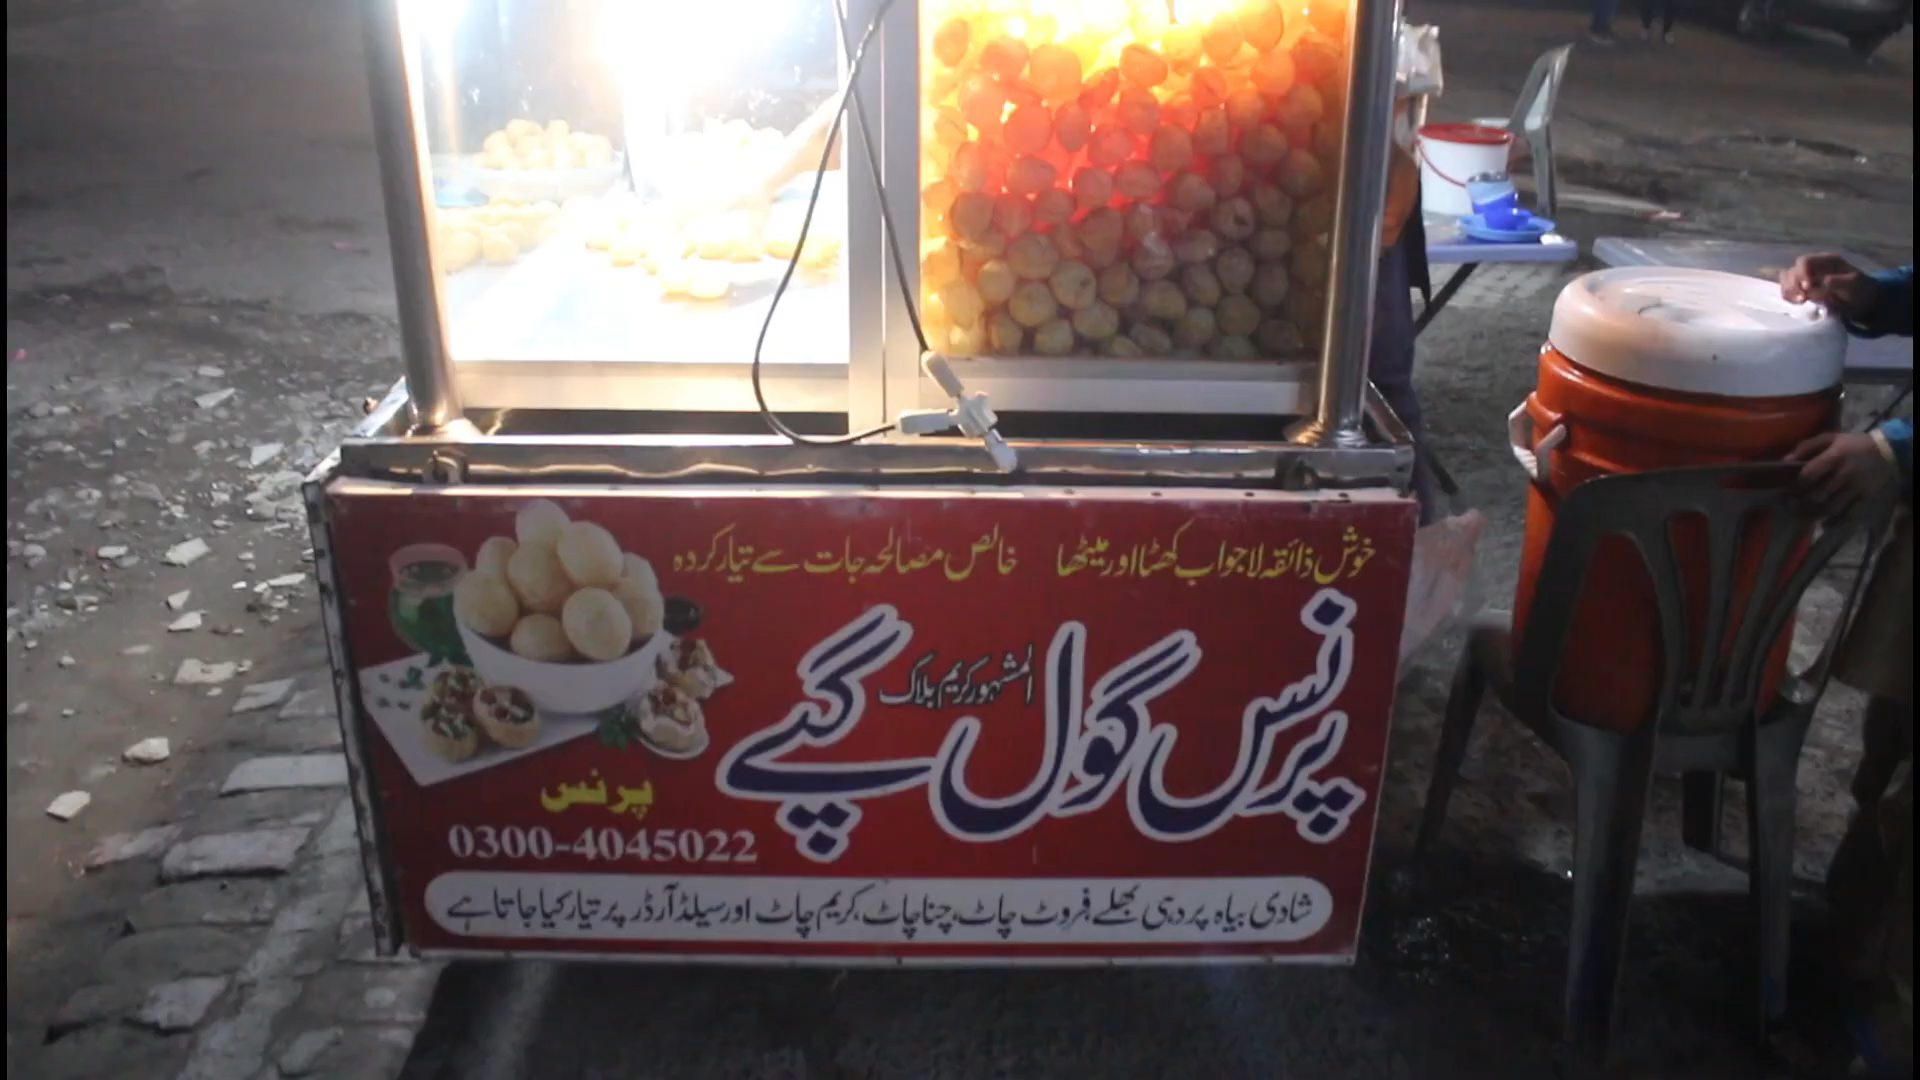 خوش ذائقہ لاجواب کھٹا اور میٹھا خالص مصالحہ جات سے تیار کردہ
پرنس گول گپے
المشہور کریم بلاک
پرنس
0300-4045022
شادی بیاہ پر دہی بھلے، فروٹ چاٹ، چنا چاٹ، کریم چاٹ اور سیلڈ آرڈر پر تیار کیا جاتا ہے